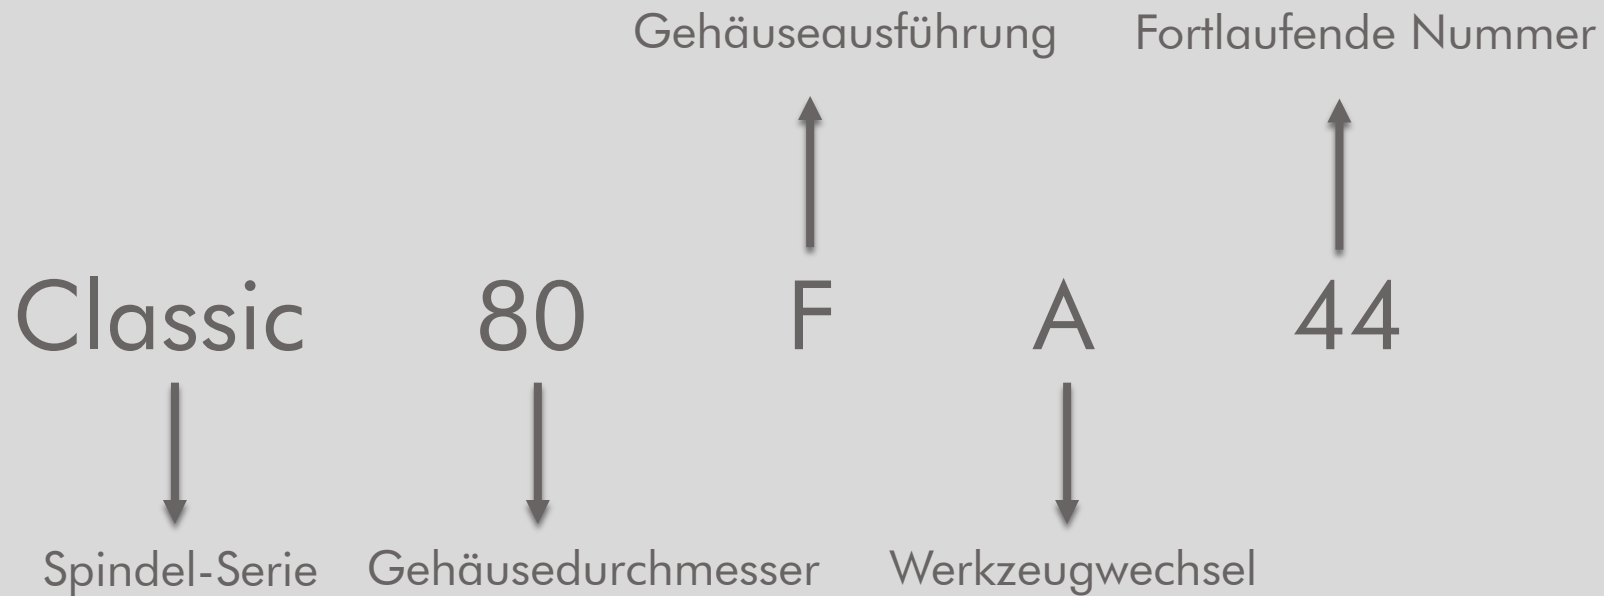 Gehäuseausführung Fortlaufende Nummer
Classic 80 F A 44
Spindel-Serie Gehäusedurchmesser Werkzeugwechsel